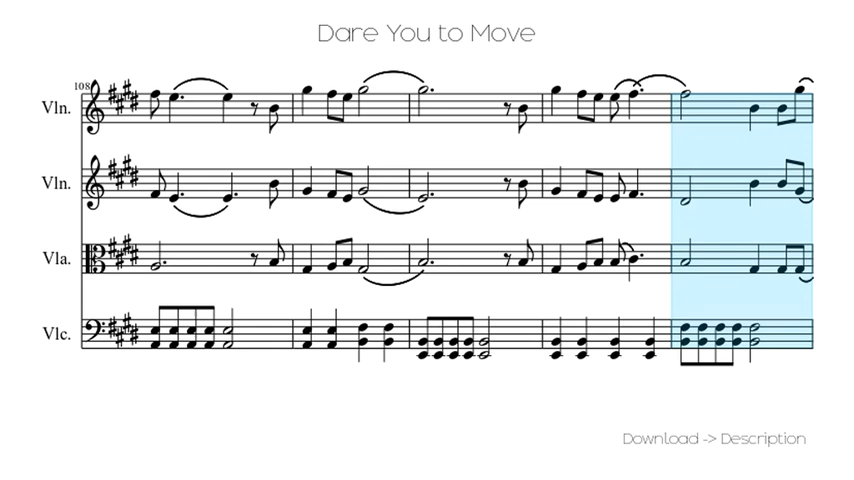 Dare You to Move
108
Vln.
Vln.
Vla.
Vlc.
Download -> Description